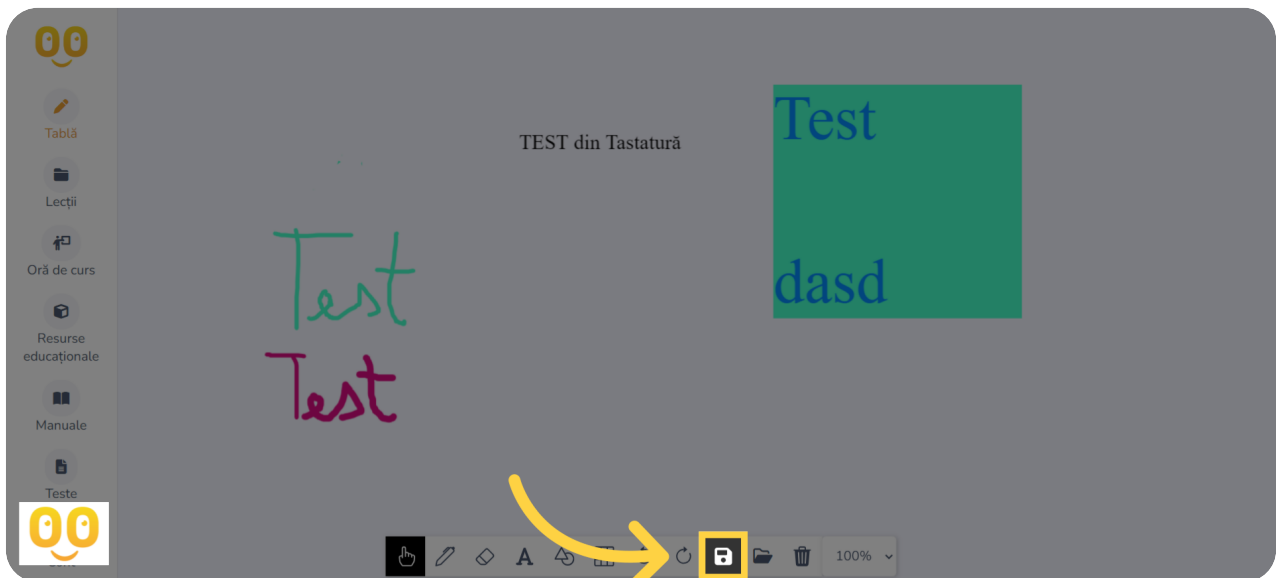 Tablă
Lecții
Oră de curs
Resurse
educaționale
Manuale
Teste
TEST din Tastatură
Test
dasd
Test
Test
A
100%